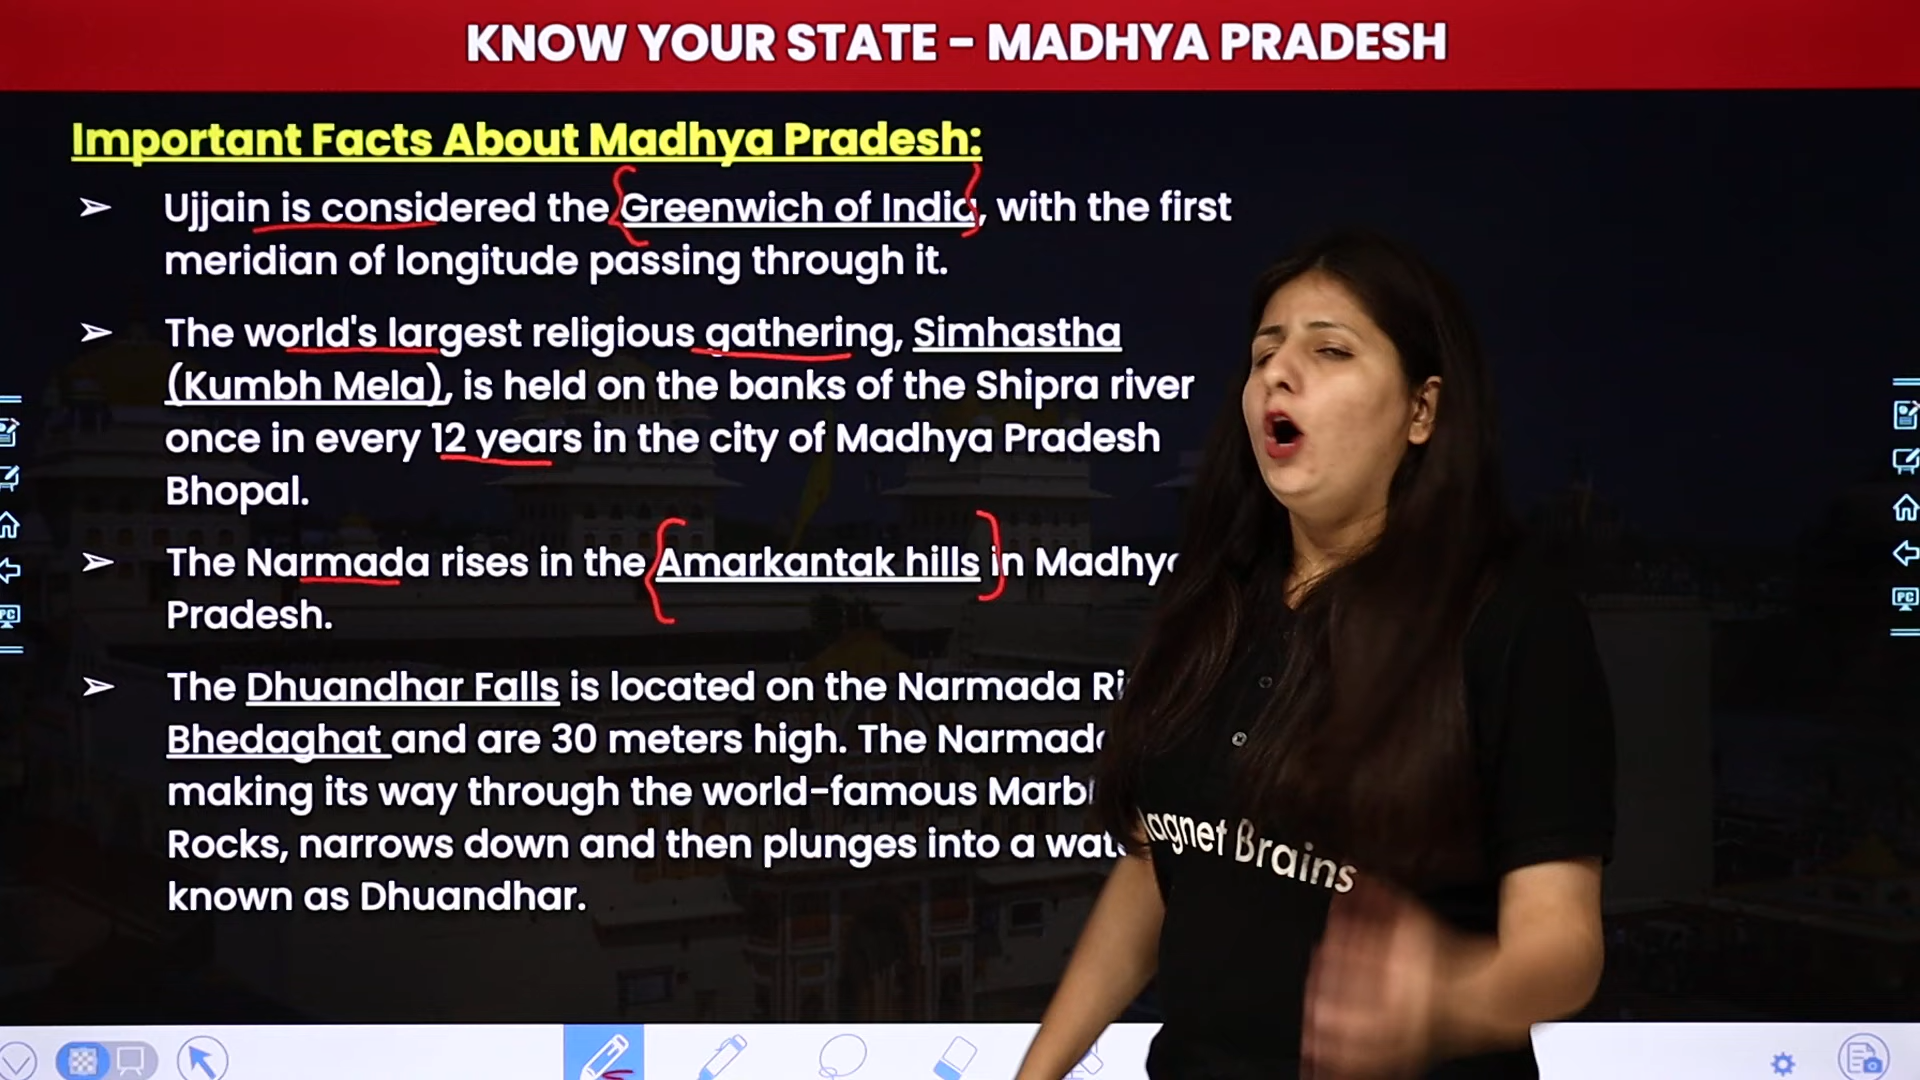 KNOW YOUR STATE - MADHYA PRADESH
Important Facts About Madhya Pradesh:
➢ Ujjain is considered the Greenwich of India, with the first
meridian of longitude passing through it.
➢ The world's largest religious gathering, Simhastha
(Kumbh Mela), is held on the banks of the Shipra river
once in every 12 years in the city of Madhya Pradesh
Bhopal.
➢ The Narmada rises in the Amarkantak hills in
Pradesh.
➢ The Dhuandhar Falls is located on the Narmada
Bhedaghat and are 30 meters high. The
making its way through the world-famous
Rocks, narrows down and then plunges into a
known as Dhuandhar.
Brains
PC
PC